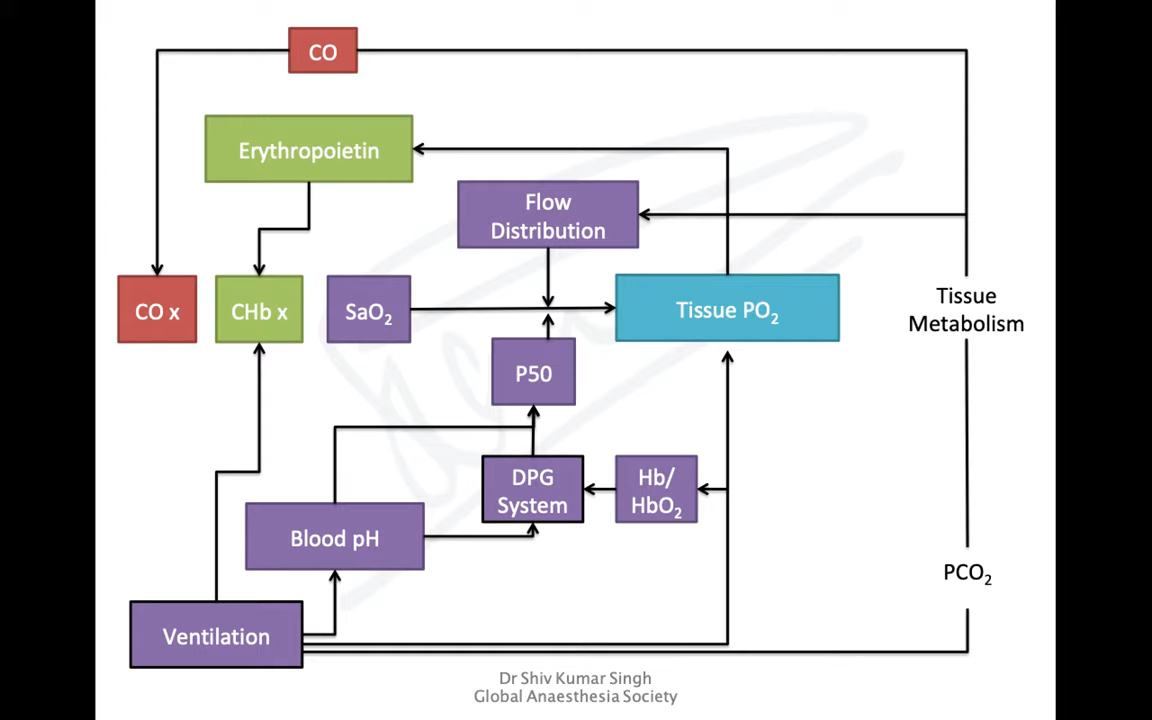 CO
Erythropoietin
Flow
Distribution
CO x
CHb x
SaO₂
Tissue PO₂
Tissue
Metabolism
P50
DPG
System
Hb/
HbO₂
Blood pH
PCO₂
Ventilation
Dr Shiv Kumar Singh
Global Anaesthesia Society